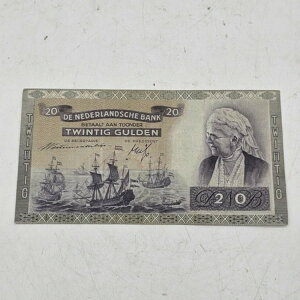 20 20
DE NEDERLANDSCHE BANK
BETAALT AAN TOONDER
TWINTIG GULDEN
DE SECRETARIS DE PRESIDENT
TWINTIG
TWINTIG
20